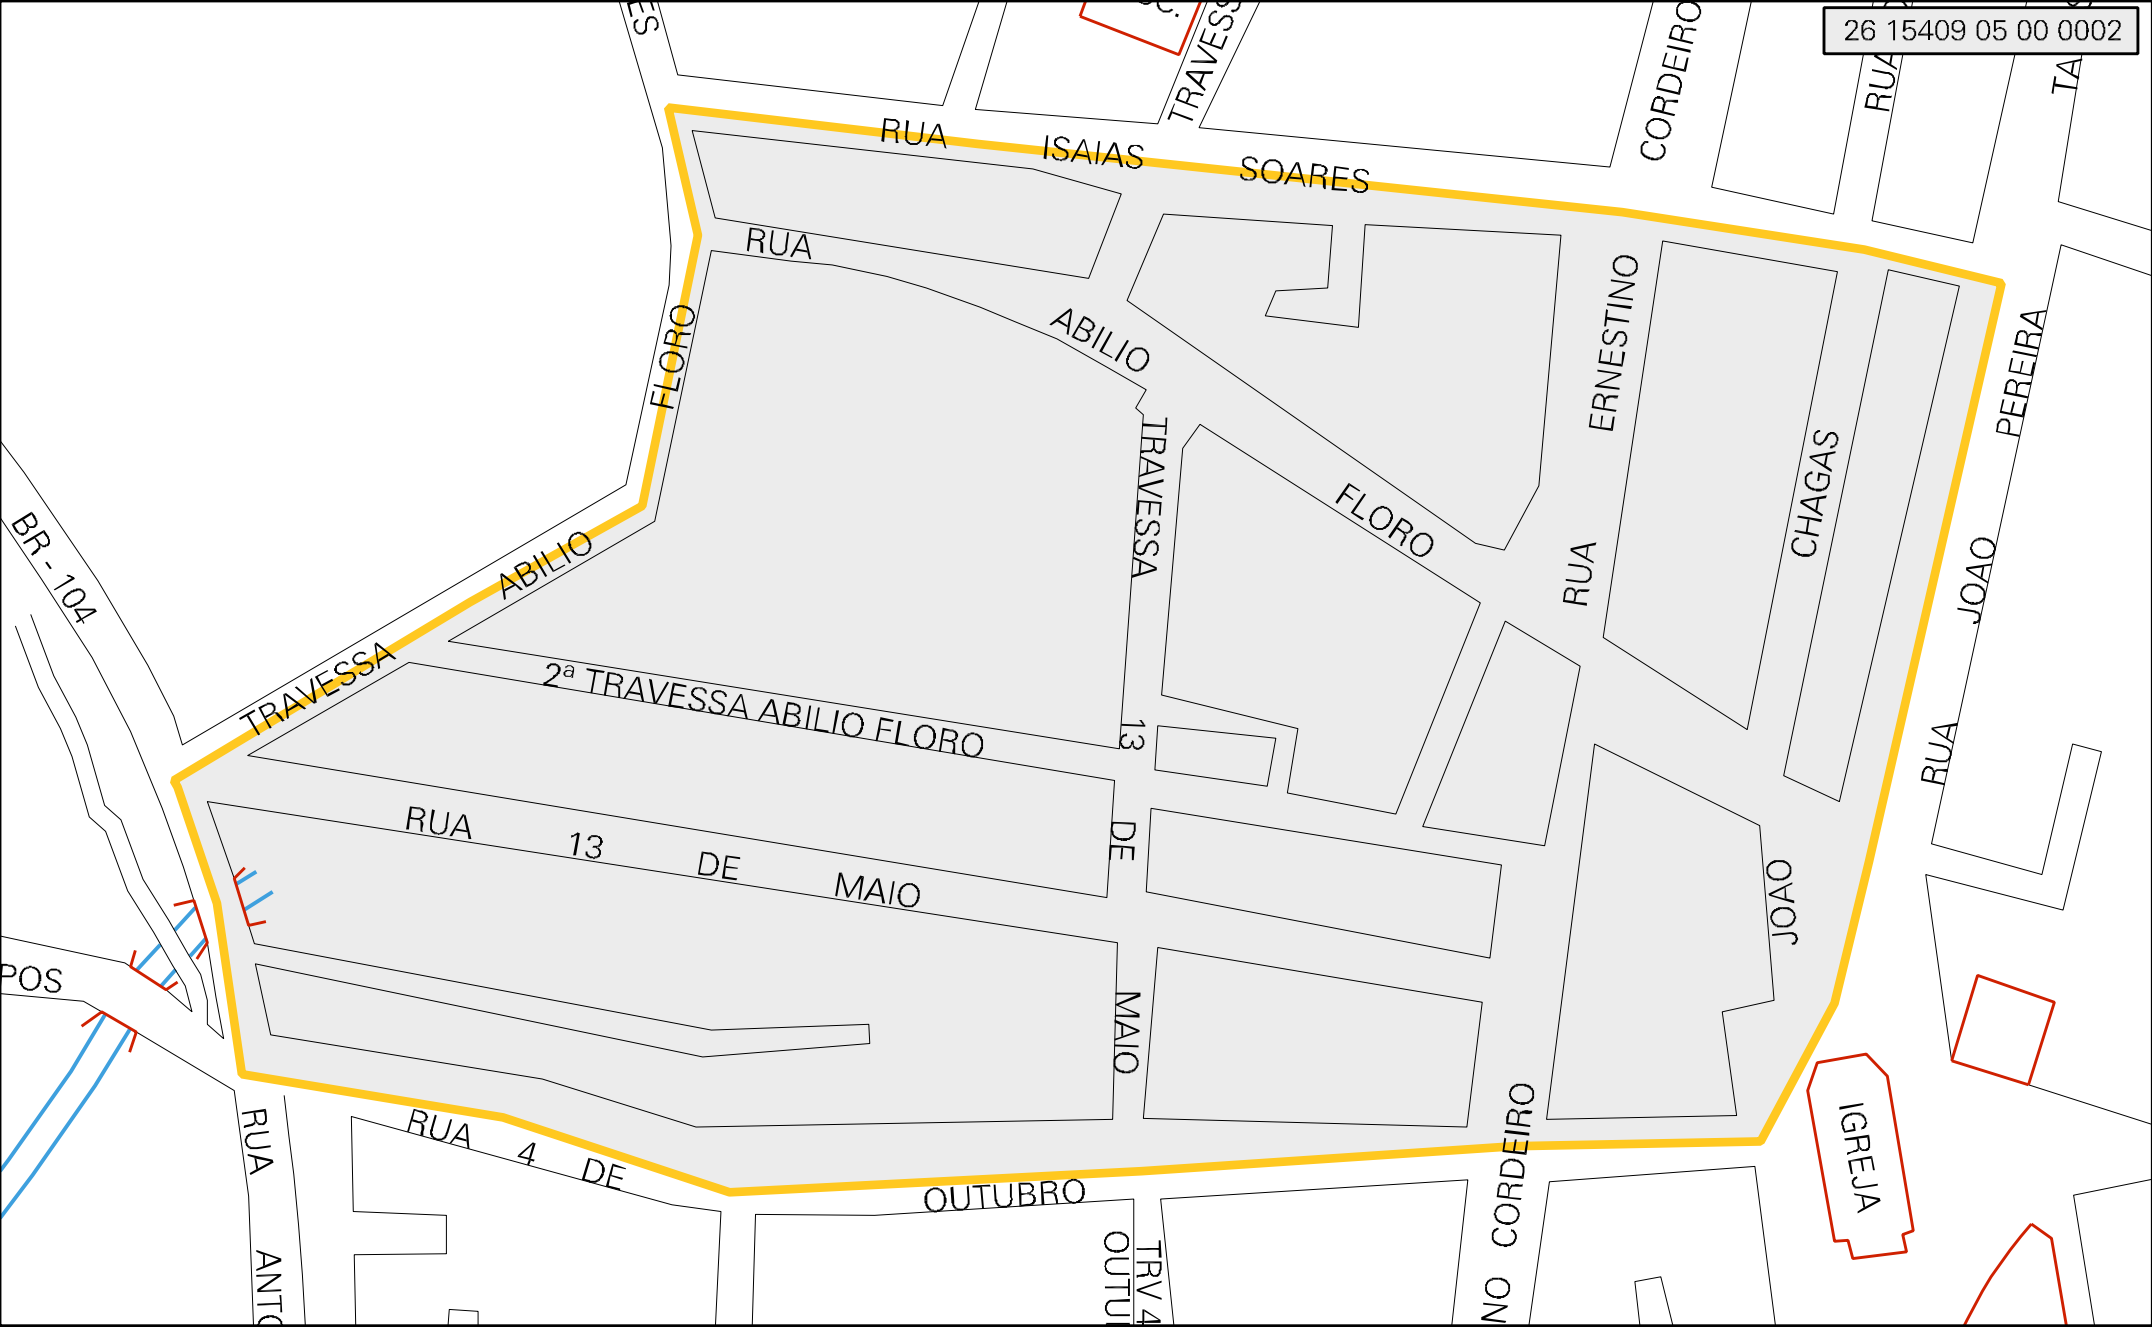 26 15409 05 00 0002
CORDEIRO
RUA
RUA ISAIAS SOARES
RUA ABILIO FLORO
TRAVESSA ABILIO FLORO
RUA ERNESTINO
CHAGAS
RUA JOAO PEREIRA
BR - 104
2ª TRAVESSA ABILIO FLORO
TRAVESSA 13 DE MAIO
RUA 13 DE MAIO
JOAO
RUA 4 DE OUTUBRO
CORDEIRO
IGREJA
RUA
TRV 4